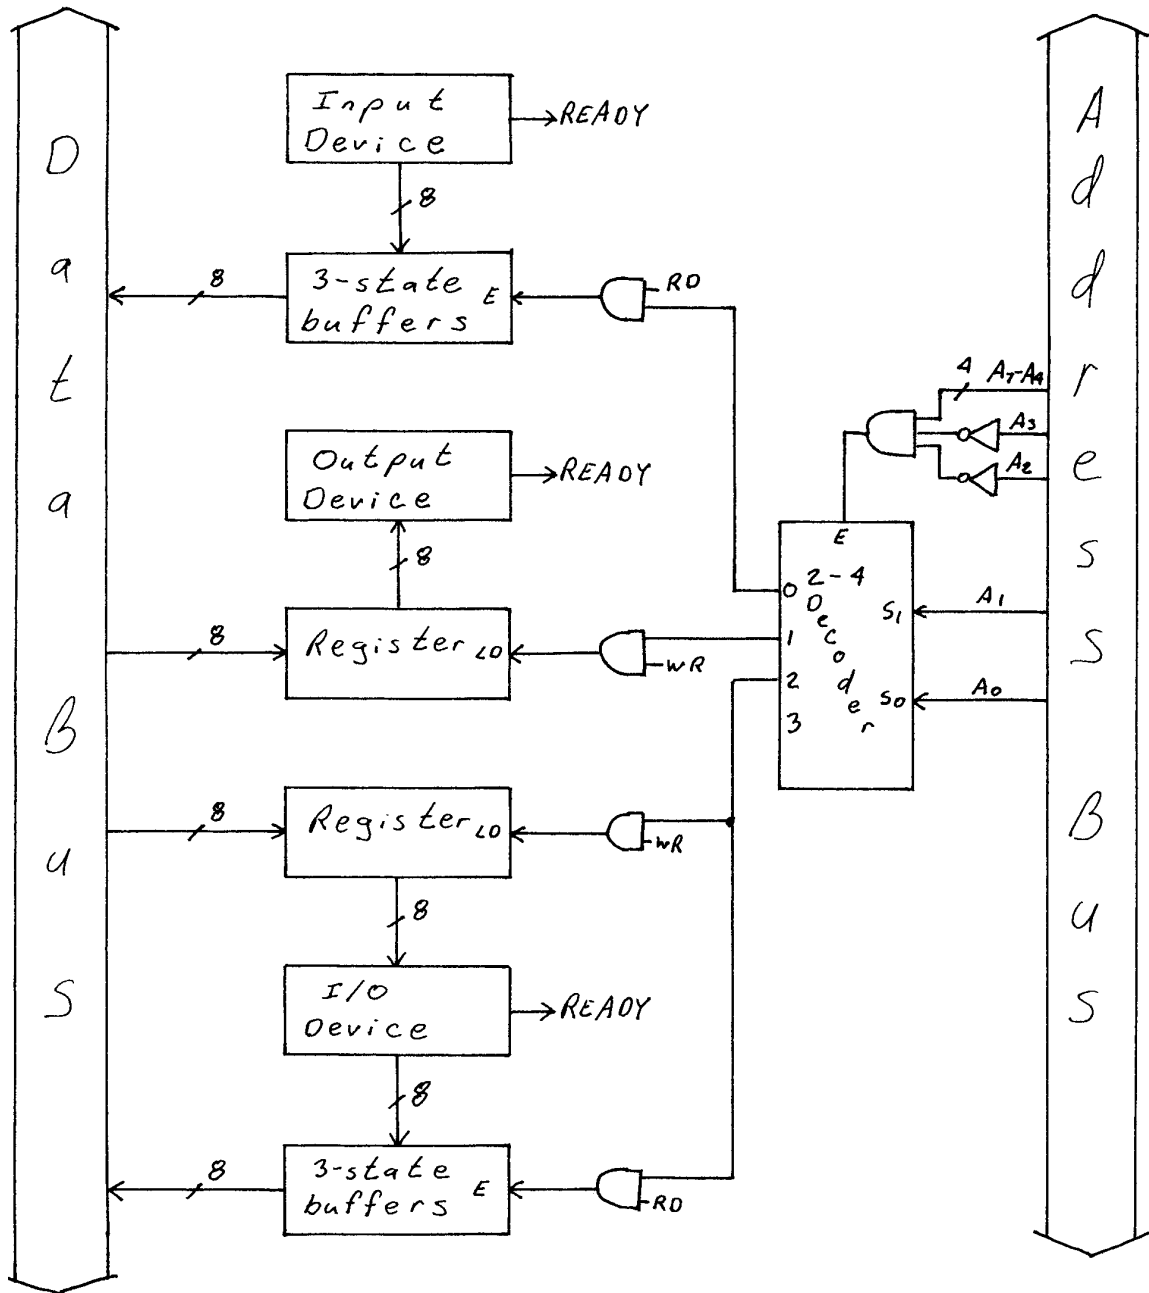 Data Bus
Address Bus
Input
Device
READY
8
3-state
buffers
E
8
RD
4
A7-A4
A3
A2
Output
Device
READY
8
Register
LD
8
WR
E
2-4
Decoder
0
1
2
3
S1
S0
A1
A0
Register
LD
8
WR
8
I/O
Device
READY
8
3-state
buffers
E
8
RD